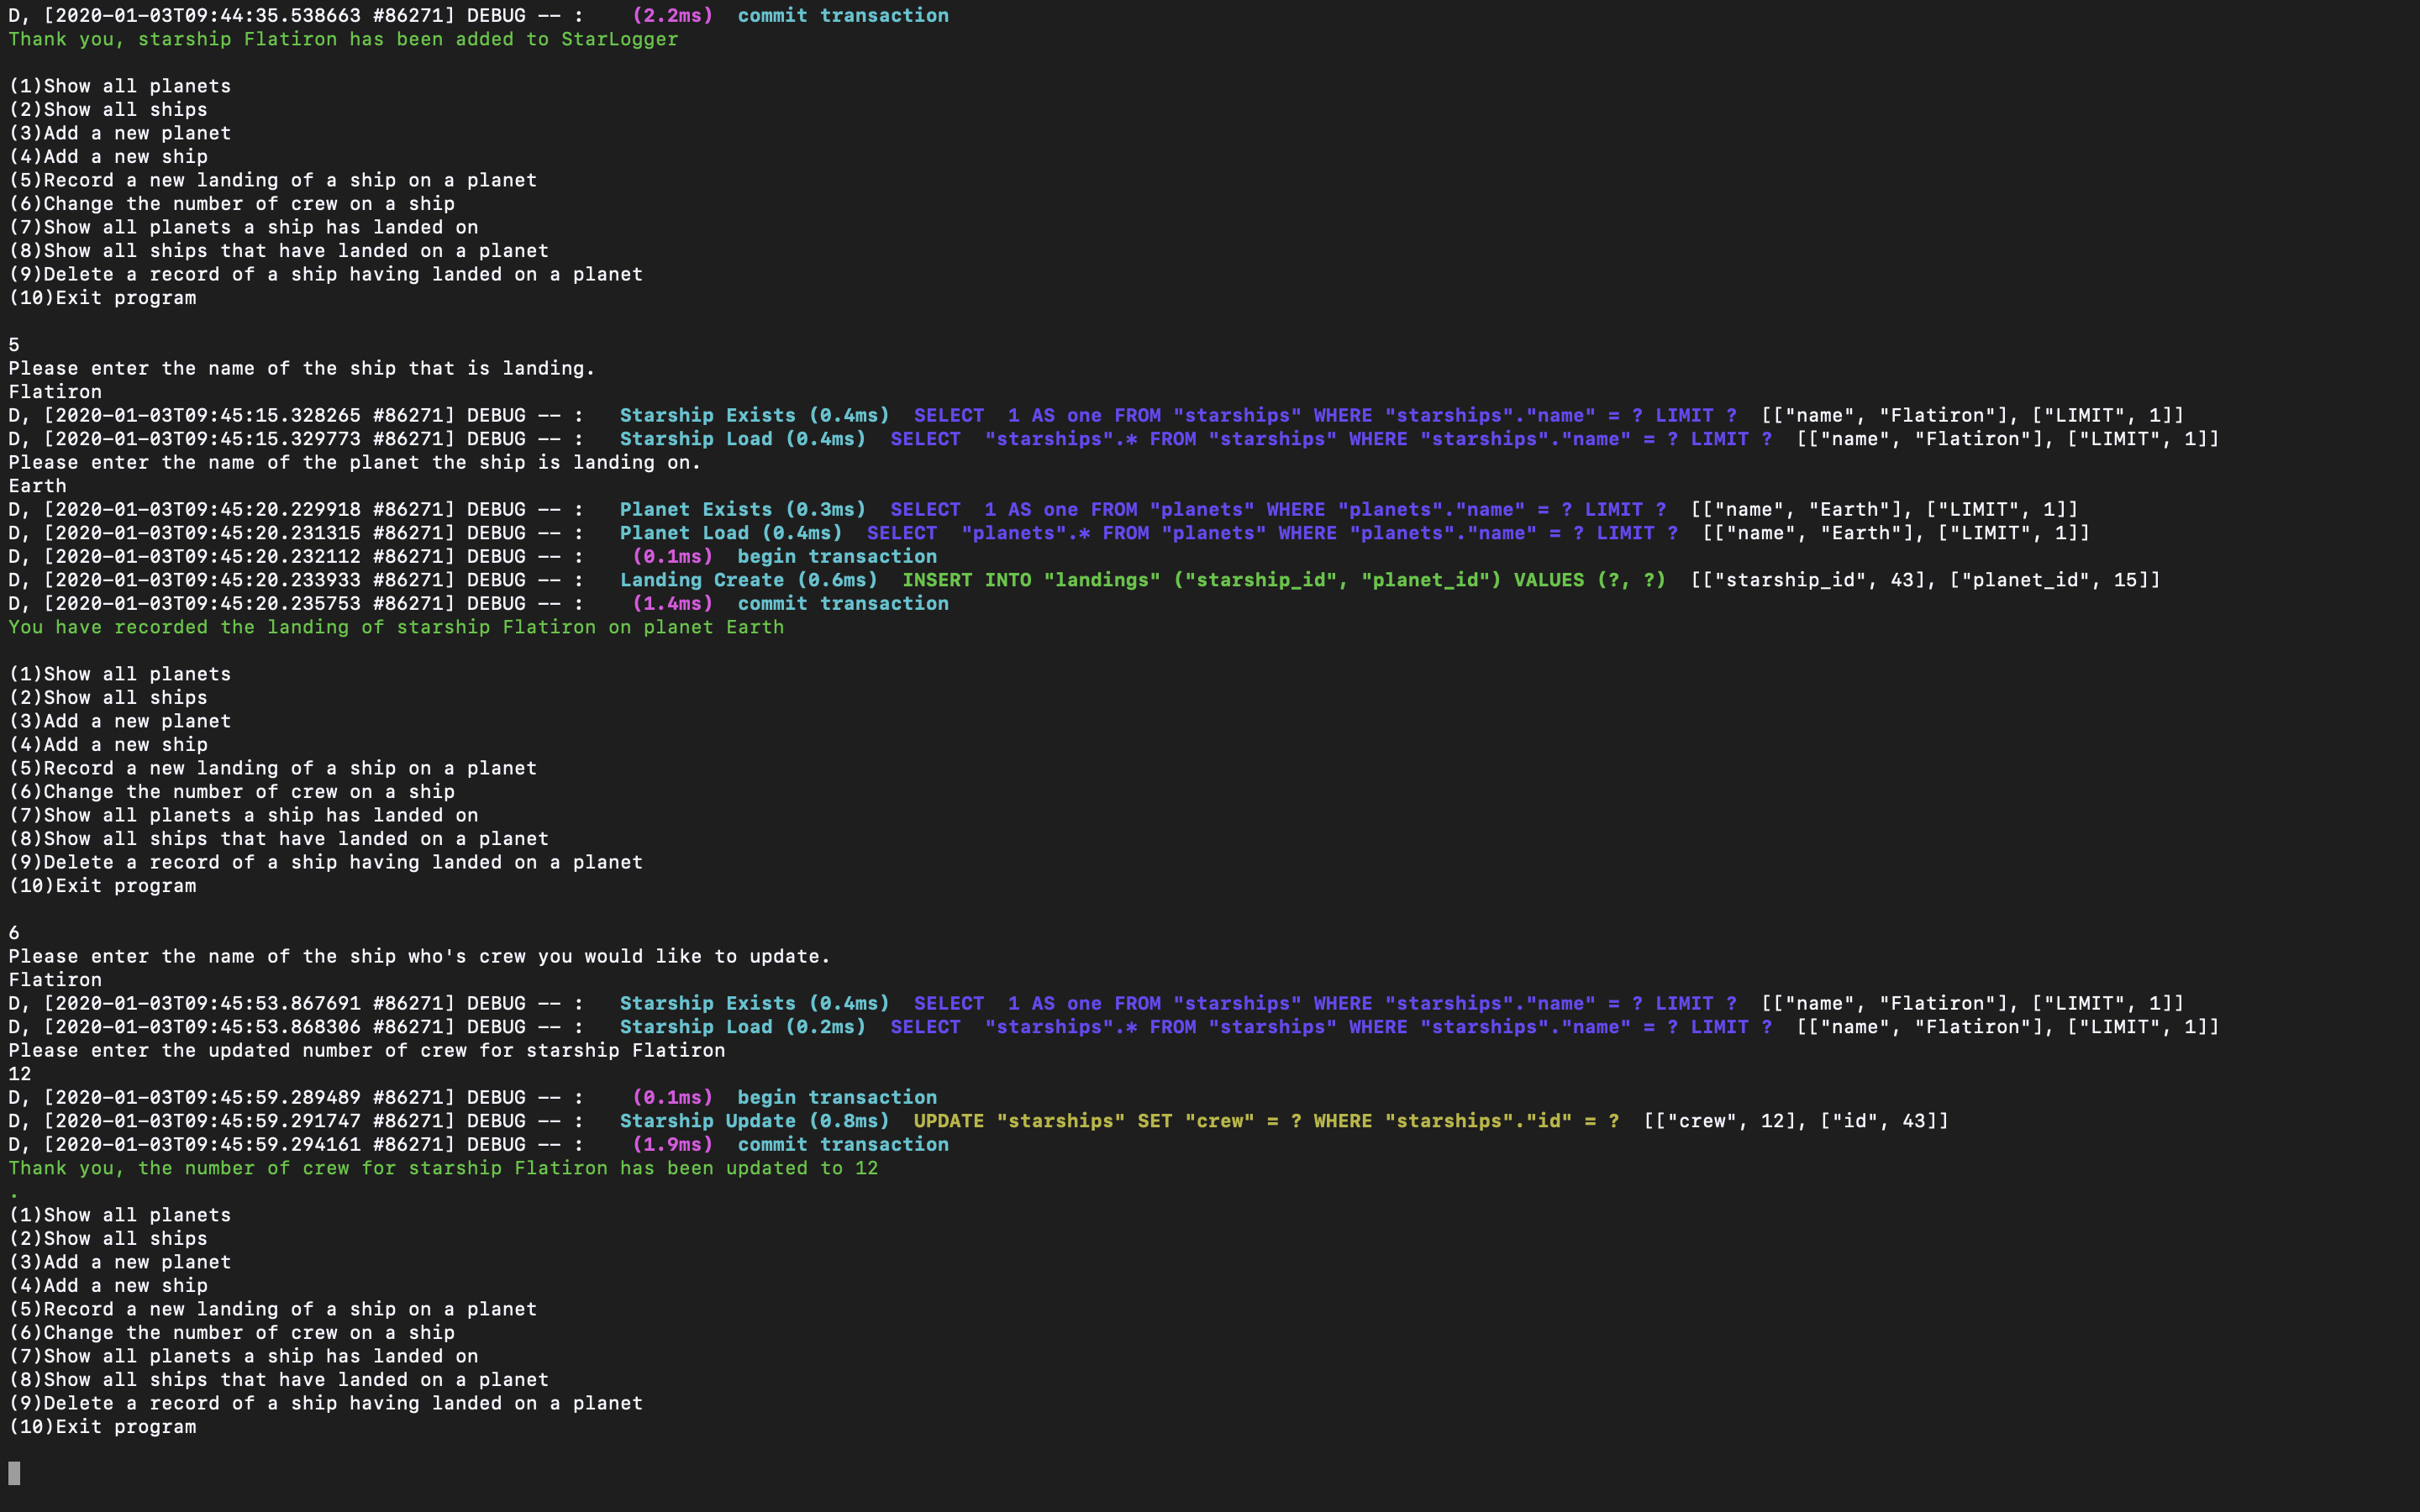 D, [2020-01-03T09:44:35.538663 #86271] DEBUG -- :    (2.2ms)  commit transaction
Thank you, starship Flatiron has been added to StarLogger
(1)Show all planets
(2)Show all ships
(3)Add a new planet
(4)Add a new ship
(5)Record a new landing of a ship on a planet
(6)Change the number of crew on a ship
(7)Show all planets a ship has landed on
(8)Show all ships that have landed on a planet
(9)Delete a record of a ship having landed on a planet
(10)Exit program
5
Please enter the name of the ship that is landing.
Flatiron
D, [2020-01-03T09:45:15.328265 #86271] DEBUG -- :   Starship Exists (0.4ms)  SELECT  1 AS one FROM "starships" WHERE "starships"."name" = ? LIMIT ?  [["name", "Flatiron"], ["LIMIT", 1]]
D, [2020-01-03T09:45:15.329773 #86271] DEBUG -- :   Starship Load (0.4ms)  SELECT  "starships".* FROM "starships" WHERE "starships"."name" = ? LIMIT ?  [["name", "Flatiron"], ["LIMIT", 1]]
Please enter the name of the planet the ship is landing on.
Earth
D, [2020-01-03T09:45:20.229918 #86271] DEBUG -- :   Planet Exists (0.3ms)  SELECT  1 AS one FROM "planets" WHERE "planets"."name" = ? LIMIT ?  [["name", "Earth"], ["LIMIT", 1]]
D, [2020-01-03T09:45:20.231315 #86271] DEBUG -- :   Planet Load (0.4ms)  SELECT  "planets".* FROM "planets" WHERE "planets"."name" = ? LIMIT ?  [["name", "Earth"], ["LIMIT", 1]]
D, [2020-01-03T09:45:20.232112 #86271] DEBUG -- :    (0.1ms)  begin transaction
D, [2020-01-03T09:45:20.233933 #86271] DEBUG -- :   Landing Create (0.6ms)  INSERT INTO "landings" ("starship_id", "planet_id") VALUES (?, ?)  [["starship_id", 43], ["planet_id", 15]]
D, [2020-01-03T09:45:20.235753 #86271] DEBUG -- :    (1.4ms)  commit transaction
You have recorded the landing of starship Flatiron on planet Earth
(1)Show all planets
(2)Show all ships
(3)Add a new planet
(4)Add a new ship
(5)Record a new landing of a ship on a planet
(6)Change the number of crew on a ship
(7)Show all planets a ship has landed on
(8)Show all ships that have landed on a planet
(9)Delete a record of a ship having landed on a planet
(10)Exit program
6
Please enter the name of the ship who's crew you would like to update.
Flatiron
D, [2020-01-03T09:45:53.867691 #86271] DEBUG -- :   Starship Exists (0.4ms)  SELECT  1 AS one FROM "starships" WHERE "starships"."name" = ? LIMIT ?  [["name", "Flatiron"], ["LIMIT", 1]]
D, [2020-01-03T09:45:53.868306 #86271] DEBUG -- :   Starship Load (0.2ms)  SELECT  "starships".* FROM "starships" WHERE "starships"."name" = ? LIMIT ?  [["name", "Flatiron"], ["LIMIT", 1]]
Please enter the updated number of crew for starship Flatiron
12
D, [2020-01-03T09:45:59.289489 #86271] DEBUG -- :    (0.1ms)  begin transaction
D, [2020-01-03T09:45:59.291747 #86271] DEBUG -- :   Starship Update (0.8ms)  UPDATE "starships" SET "crew" = ? WHERE "starships"."id" = ?  [["crew", 12], ["id", 43]]
D, [2020-01-03T09:45:59.294161 #86271] DEBUG -- :    (1.9ms)  commit transaction
Thank you, the number of crew for starship Flatiron has been updated to 12
.
(1)Show all planets
(2)Show all ships
(3)Add a new planet
(4)Add a new ship
(5)Record a new landing of a ship on a planet
(6)Change the number of crew on a ship
(7)Show all planets a ship has landed on
(8)Show all ships that have landed on a planet
(9)Delete a record of a ship having landed on a planet
(10)Exit program